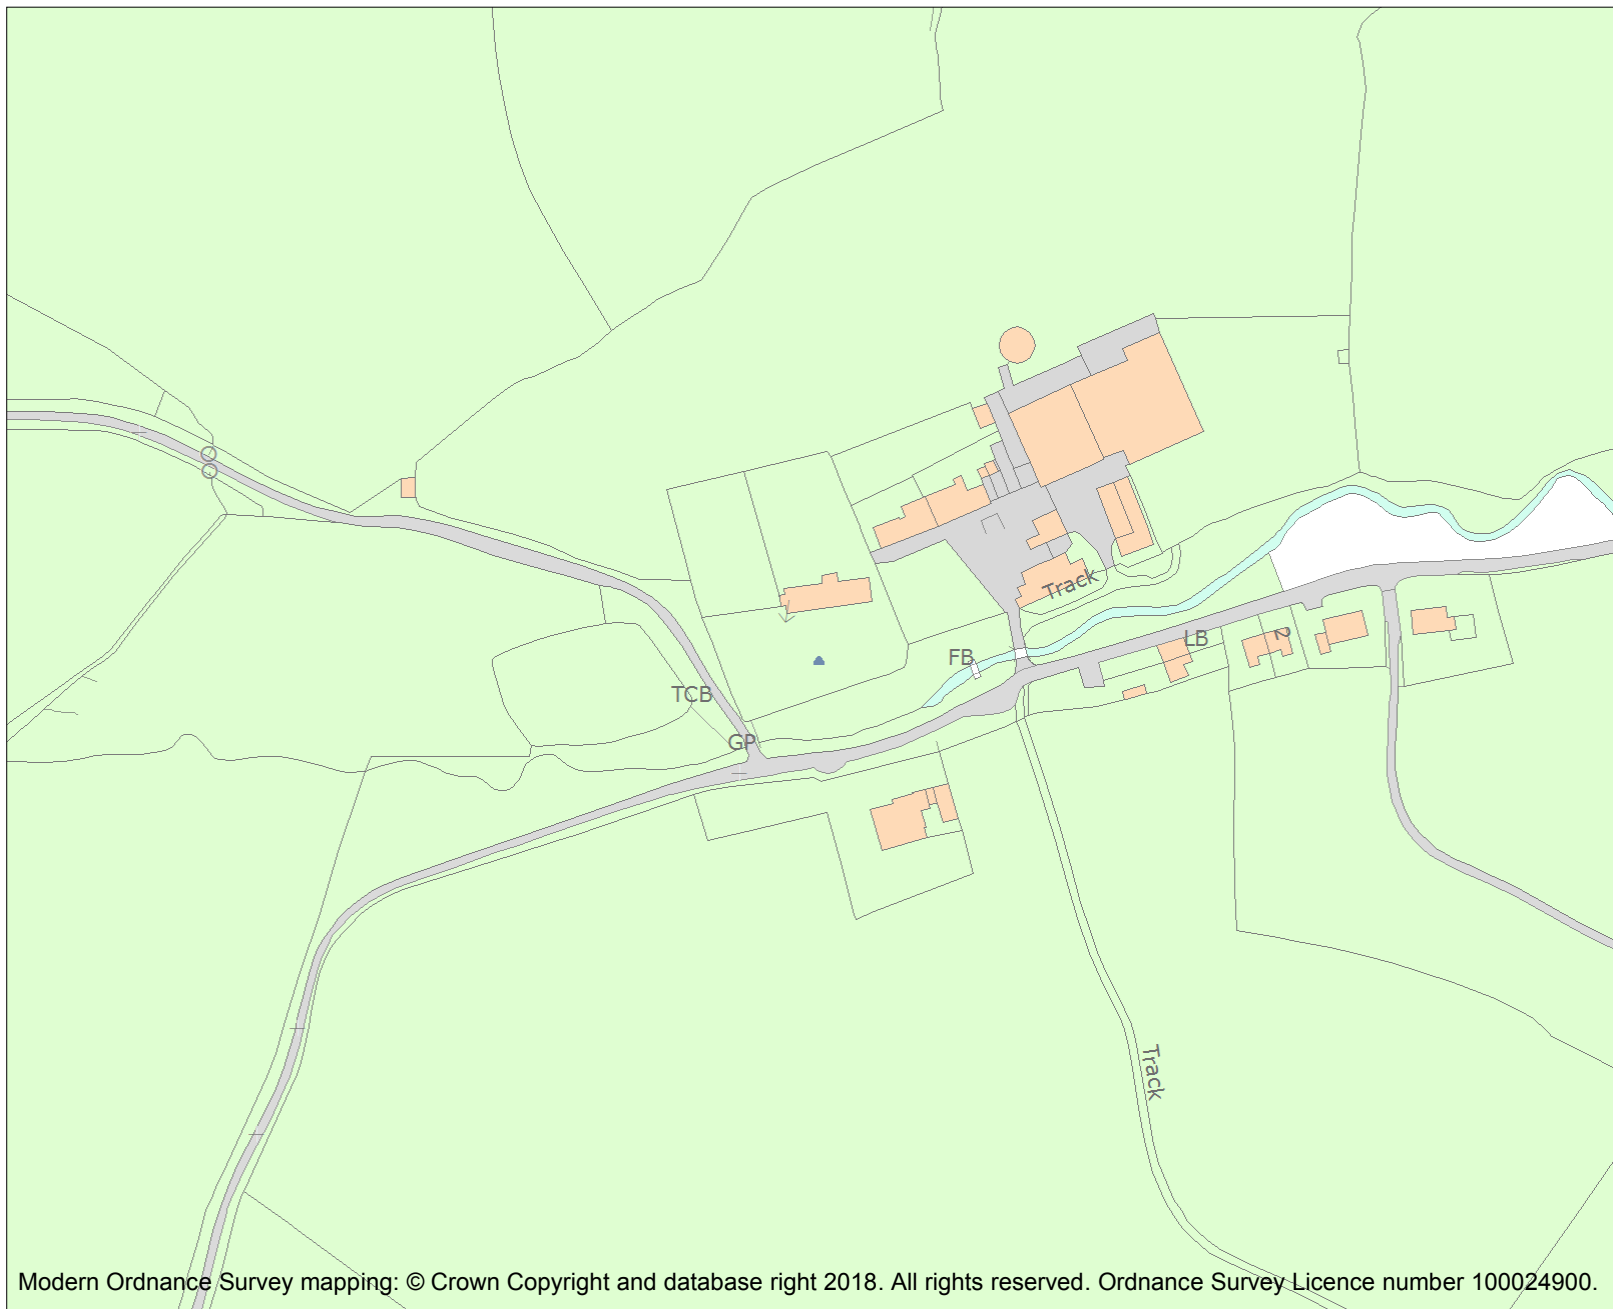 Track
FB
LB
2
TCB
GP
Track
Modern Ordnance Survey mapping: © Crown Copyright and database right 2018. All rights reserved. Ordnance Survey Licence number 100024900.